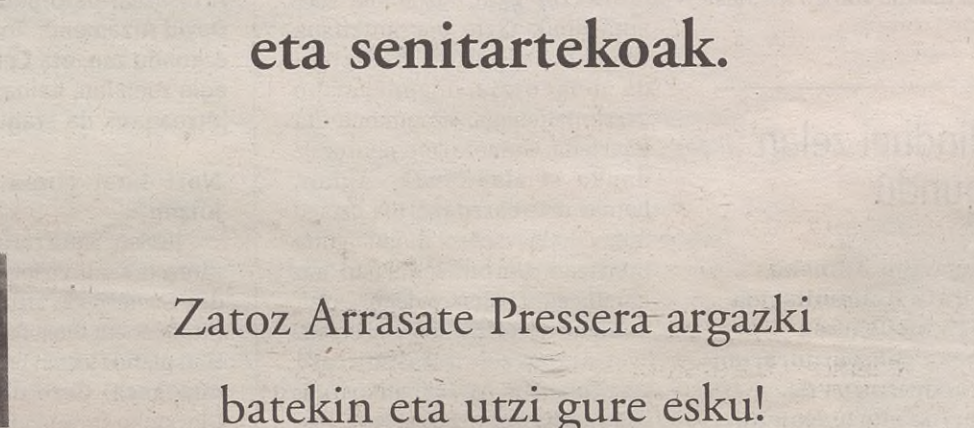 eta senitartekoak.
Zatoz Arrasate Pressera argazki
batekin eta utzi gure esku!